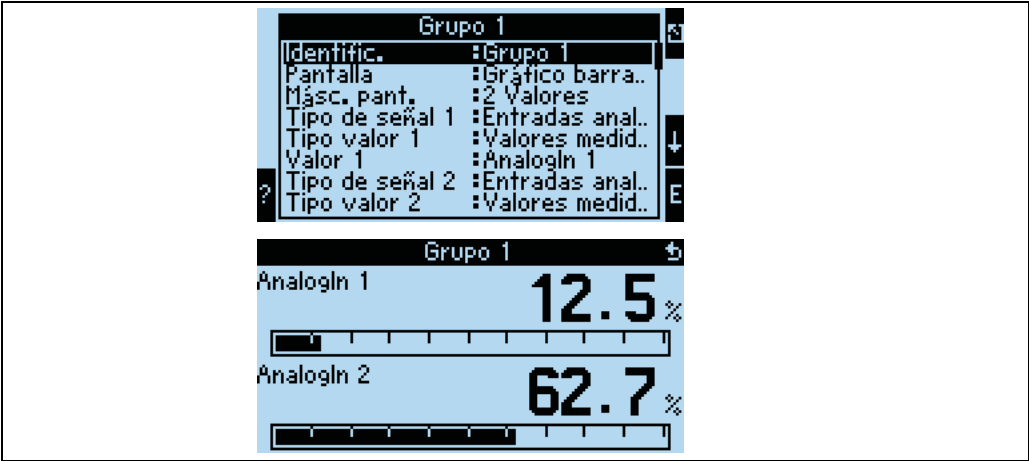 Grupo 1
Identific. :Grupo 1
Pantalla :Gráfico barra..
Másc. pant. :2 Valores
Tipo de señal 1 :Entradas anal..
Tipo valor 1 :Valores medid..
Valor 1 :AnalogIn 1
Tipo de señal 2 :Entradas anal..
Tipo valor 2 :Valores medid..
? E
Grupo 1
AnalogIn 1 12.5 %
AnalogIn 2 62.7 %